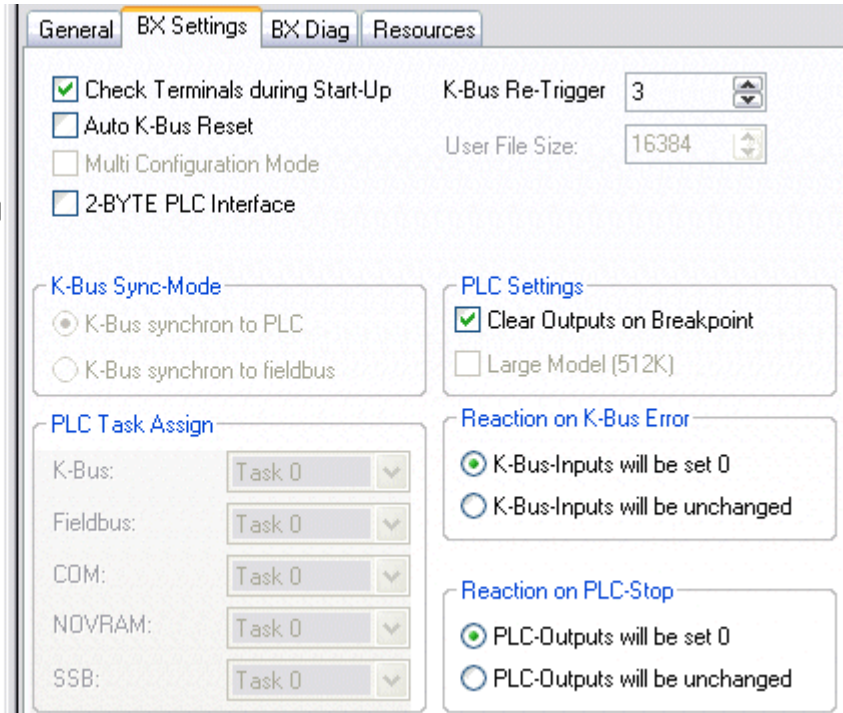 General BX Settings BX Diag Resources
Check Terminals during Start-Up
Auto K-Bus Reset
Multi Configuration Mode
2-BYTE PLC Interface
K-Bus Re-Trigger 3
User File Size: 16384
K-Bus Sync-Mode
K-Bus synchron to PLC
K-Bus synchron to fieldbus
PLC Settings
Clear Outputs on Breakpoint
Large Model (512K)
PLC Task Assign
K-Bus: Task 0
Fieldbus: Task 0
COM: Task 0
NOVRAM: Task 0
SSB: Task 0
Reaction on K-Bus Error
K-Bus-Inputs will be set 0
K-Bus-Inputs will be unchanged
Reaction on PLC-Stop
PLC-Outputs will be set 0
PLC-Outputs will be unchanged